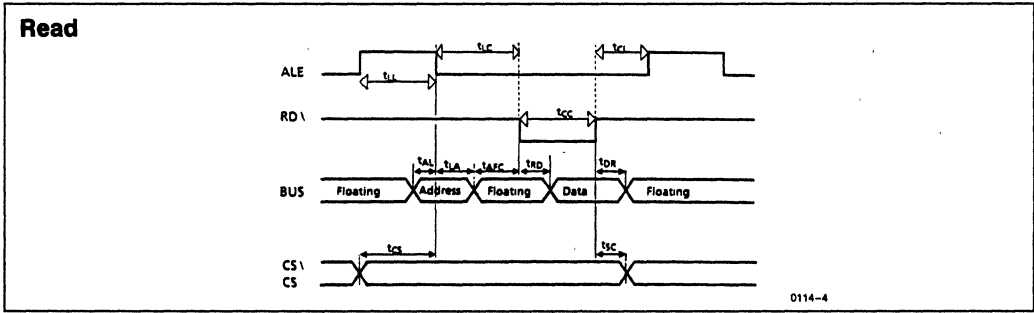 Read
tLC
tCL
ALE
tLL
RD \
tCC
tAL tLA tAFC tRD tDR
BUS Floating Address Floating Data Floating
tCS tSC
CS \
CS
0114–4